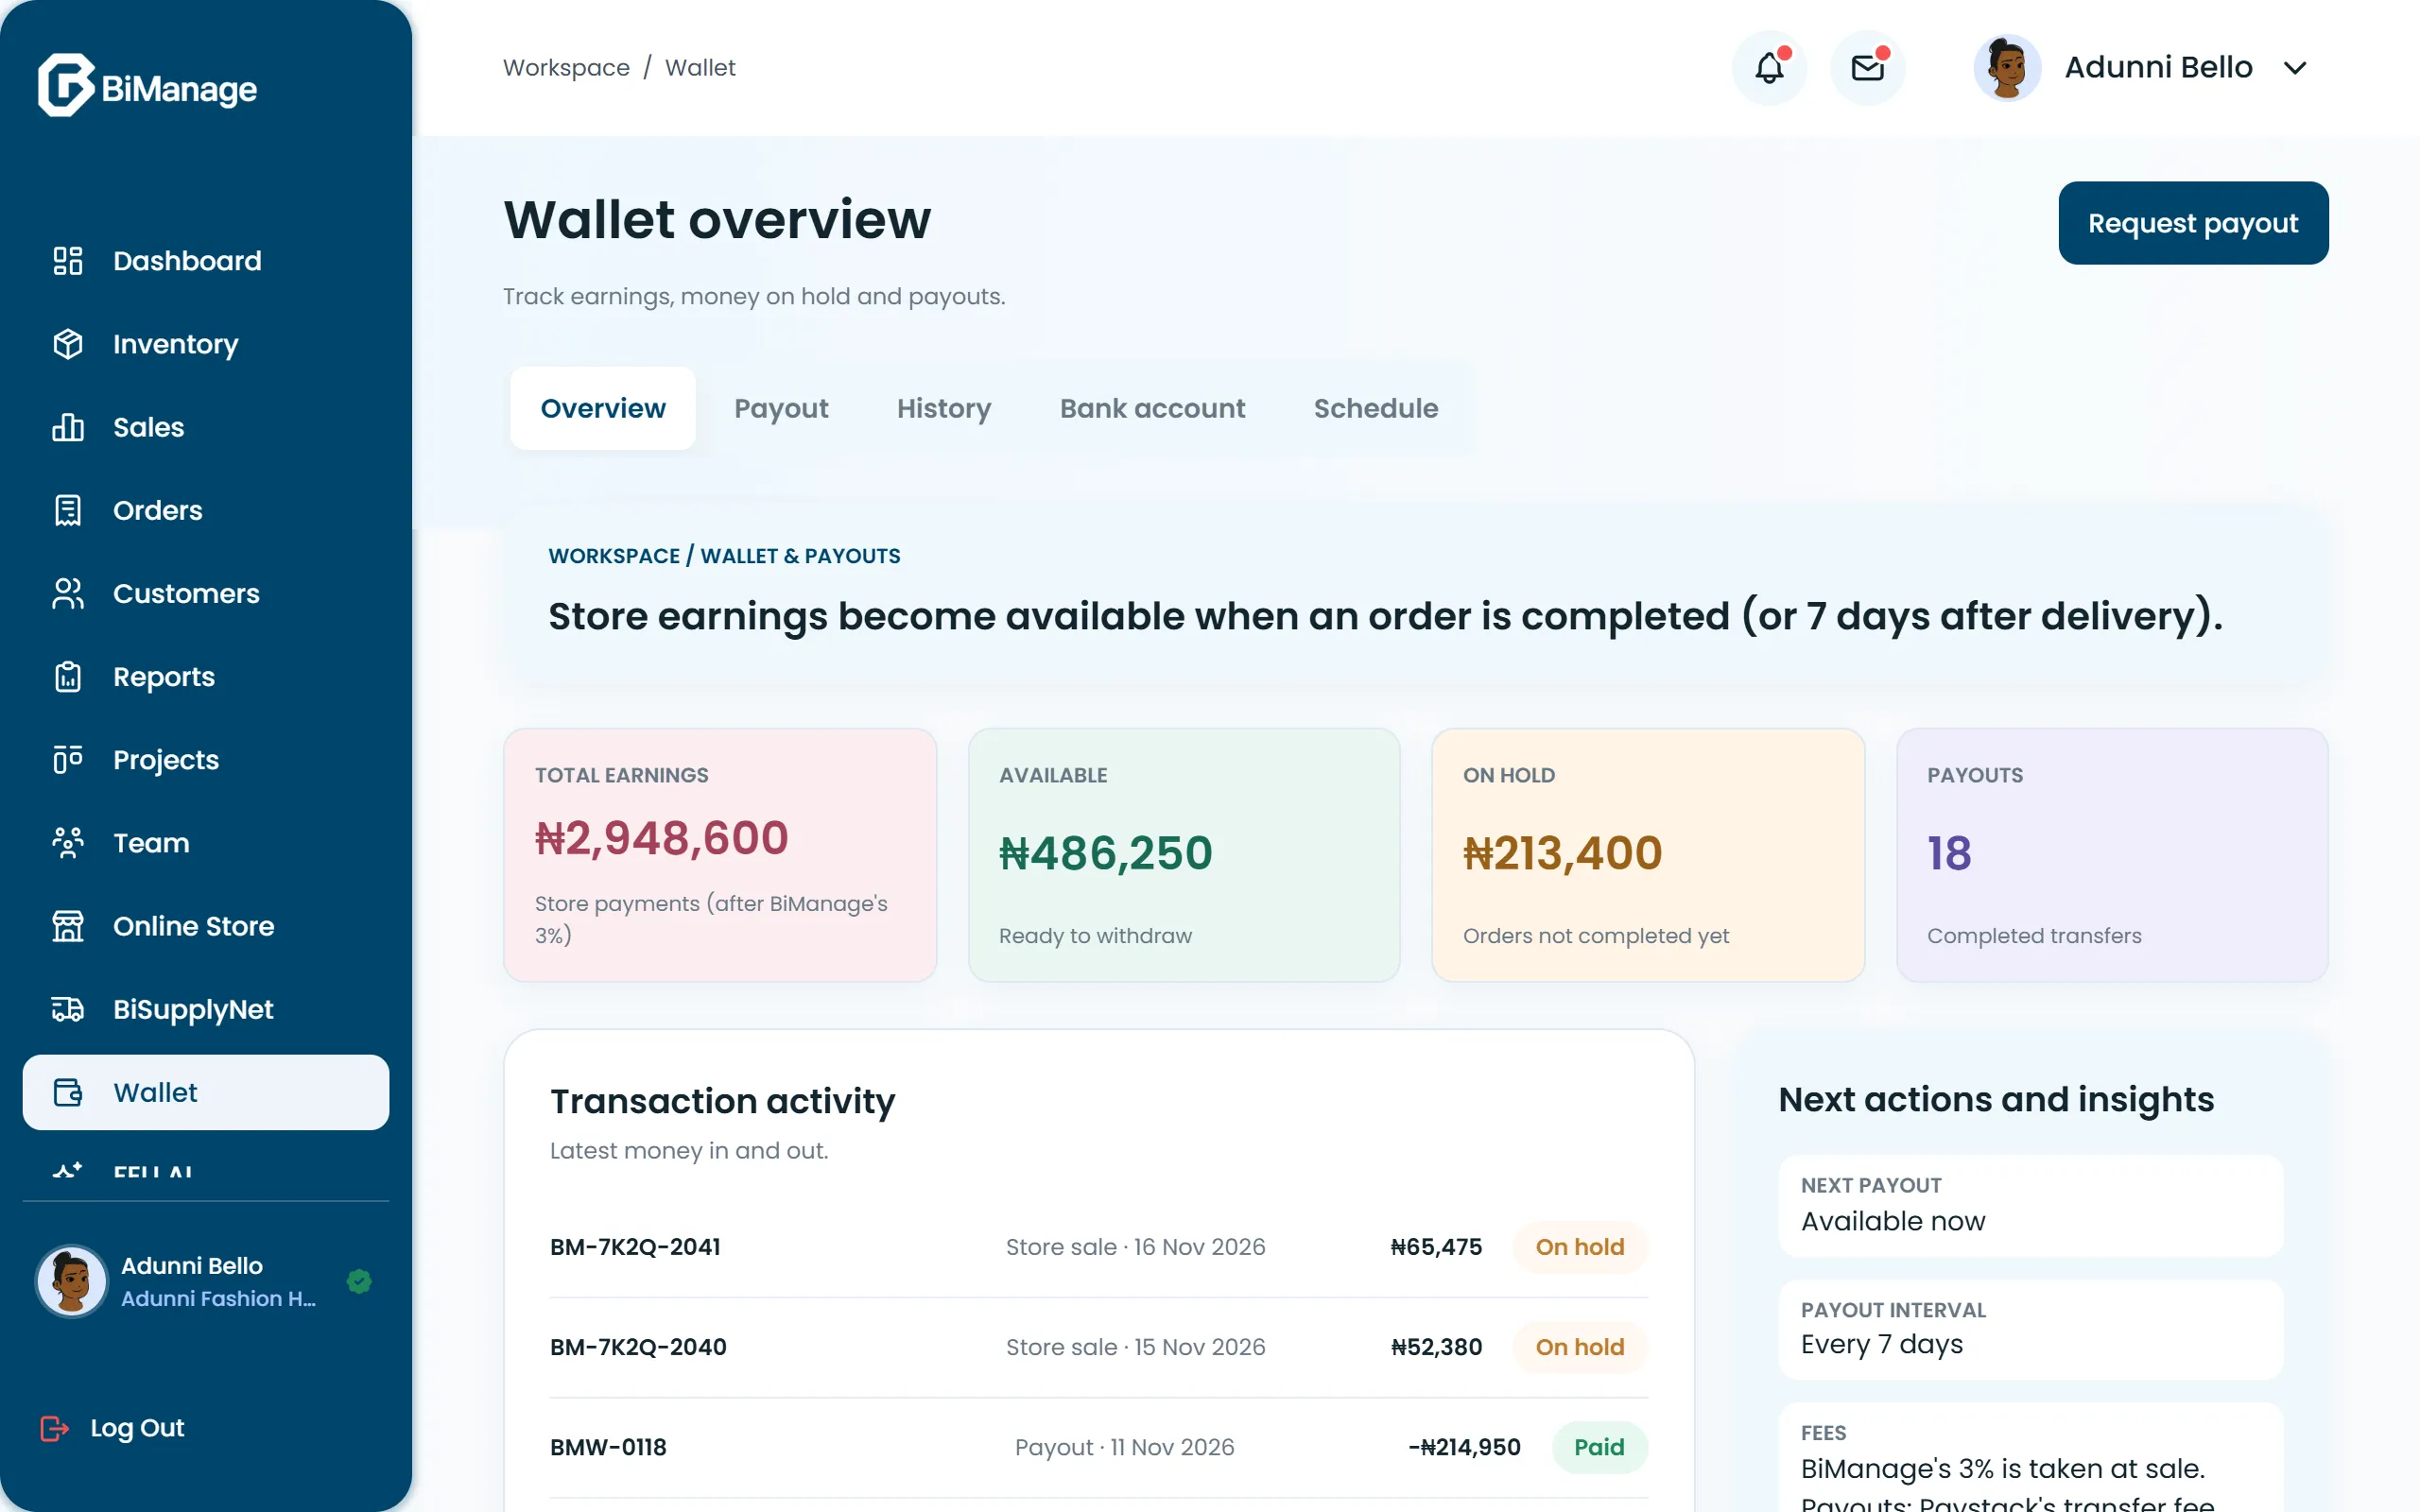 BiManage
Dashboard
Inventory
Sales
Orders
Customers
Reports
Projects
Team
Online Store
BiSupplyNet
Wallet
Adunni Bello
Adunni Fashion H...
Log Out
Workspace / Wallet
Adunni Bello
Wallet overview
Request payout
Track earnings, money on hold and payouts.
Overview
Payout
History
Bank account
Schedule
WORKSPACE / WALLET & PAYOUTS
Store earnings become available when an order is completed (or 7 days after delivery).
TOTAL EARNINGS
₦2,948,600
Store payments (after BiManage's
3%)
AVAILABLE
₦486,250
Ready to withdraw
ON HOLD
₦213,400
Orders not completed yet
PAYOUTS
18
Completed transfers
Transaction activity
Latest money in and out.
BM-7K2Q-2041 Store sale · 16 Nov 2026 ₦65,475 On hold
BM-7K2Q-2040 Store sale · 15 Nov 2026 ₦52,380 On hold
BMW-0118 Payout · 11 Nov 2026 -₦214,950 Paid
Next actions and insights
NEXT PAYOUT
Available now
PAYOUT INTERVAL
Every 7 days
FEES
BiManage's 3% is taken at sale.
Payouts: Paystack's transfer fee